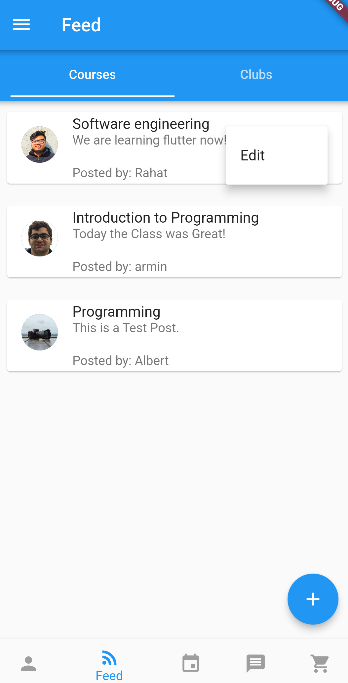 Feed
Courses
Clubs
Software engineering
We are learning flutter now!
Edit
Posted by: Rahat
Introduction to Programming
Today the Class was Great!
Posted by: armin
Programming
This is a Test Post.
Posted by: Albert
Feed